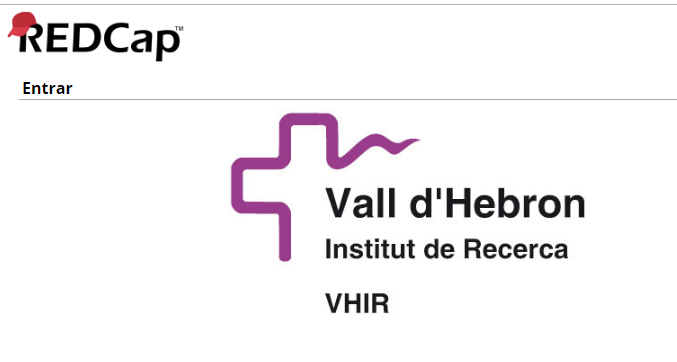 REDCap™
Entrar
Vall d'Hebron
Institut de Recerca
VHIR